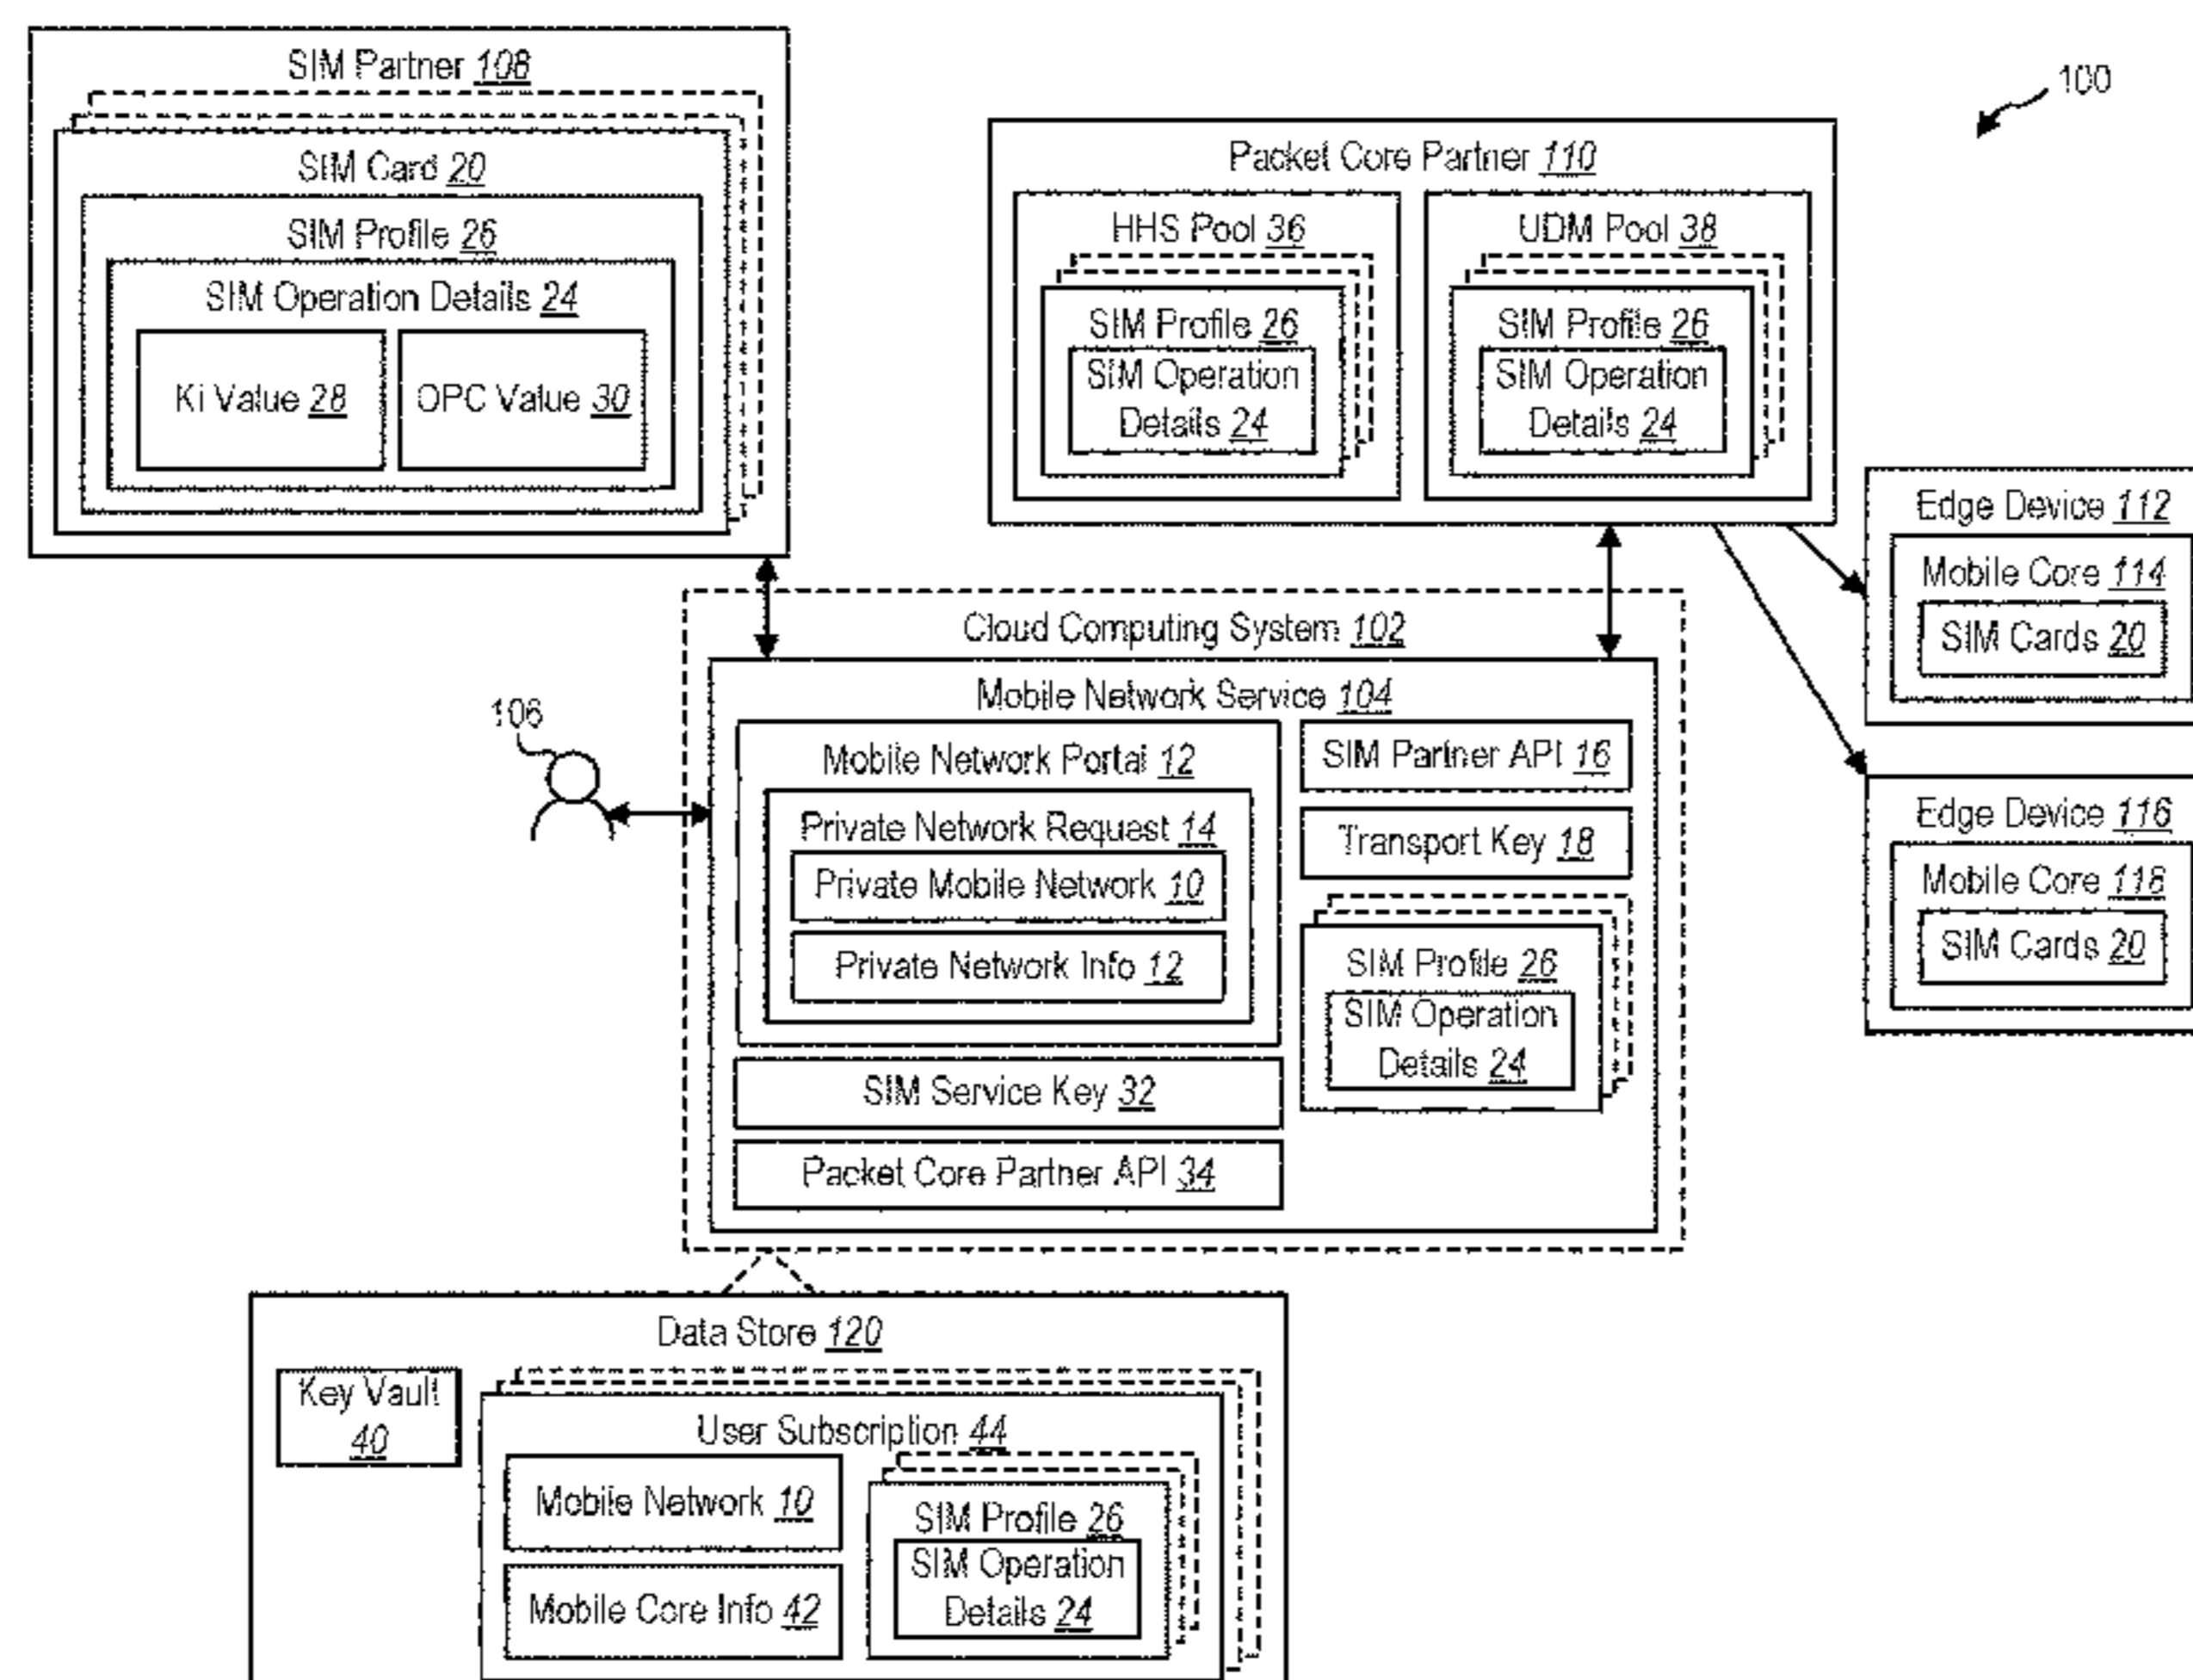 100
SIM Partner 108
SIM Card 20
SIM Profile 26
SIM Operation Details 24
Ki Value 28
OPC Value 30
Packet Core Partner 110
HHS Pool 36
SIM Profile 26
SIM Operation
Details 24
UDM Pool 38
SIM Profile 26
SIM Operation
Details 24
Edge Device 112
Mobile Core 114
SIM Cards 20
Edge Device 116
Mobile Core 118
SIM Cards 20
106
Cloud Computing System 102
Mobile Network Service 104
Mobile Network Portal 12
Private Network Request 14
Private Mobile Network 10
Private Network Info 12
SIM Service Key 32
Packet Core Partner API 34
SIM Partner API 16
Transport Key 18
SIM Profile 26
SIM Operation
Details 24
Data Store 120
Key Vault
40
User Subscription 44
Mobile Network 10
Mobile Core Info 42
SIM Profile 26
SIM Operation
Details 24